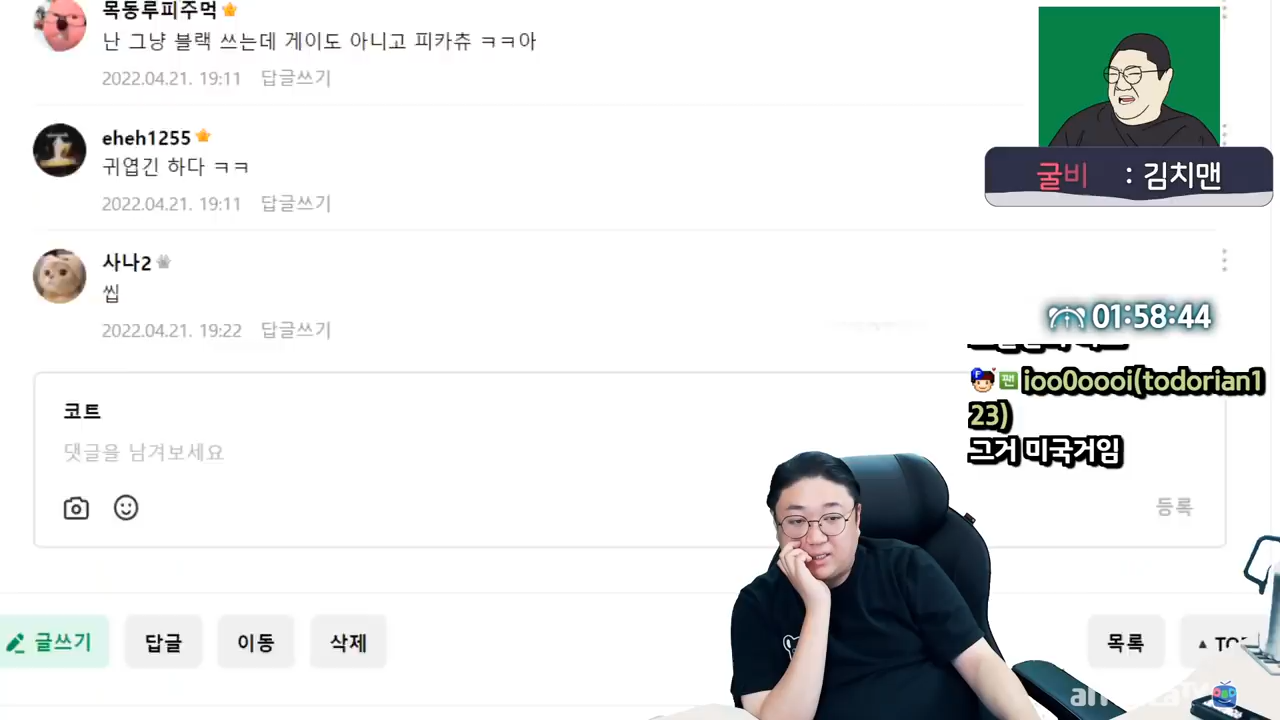 목동루피주먹
난 그냥 블랙 쓰는데 게이도 아니고 피카츄 ㅋㅋ아
2022.04.21. 19:11 답글쓰기
eheh1255
귀엽긴 하다 ㅋㅋ
2022.04.21. 19:11 답글쓰기
사나2
씹
2022.04.21. 19:22 답글쓰기
굴비 : 김치맨
01:58:44
F 팬 ioo0oooi(todorian1
23)
그거 미국거임
코트
댓글을 남겨보세요
등록
글쓰기 답글 이동 삭제 목록